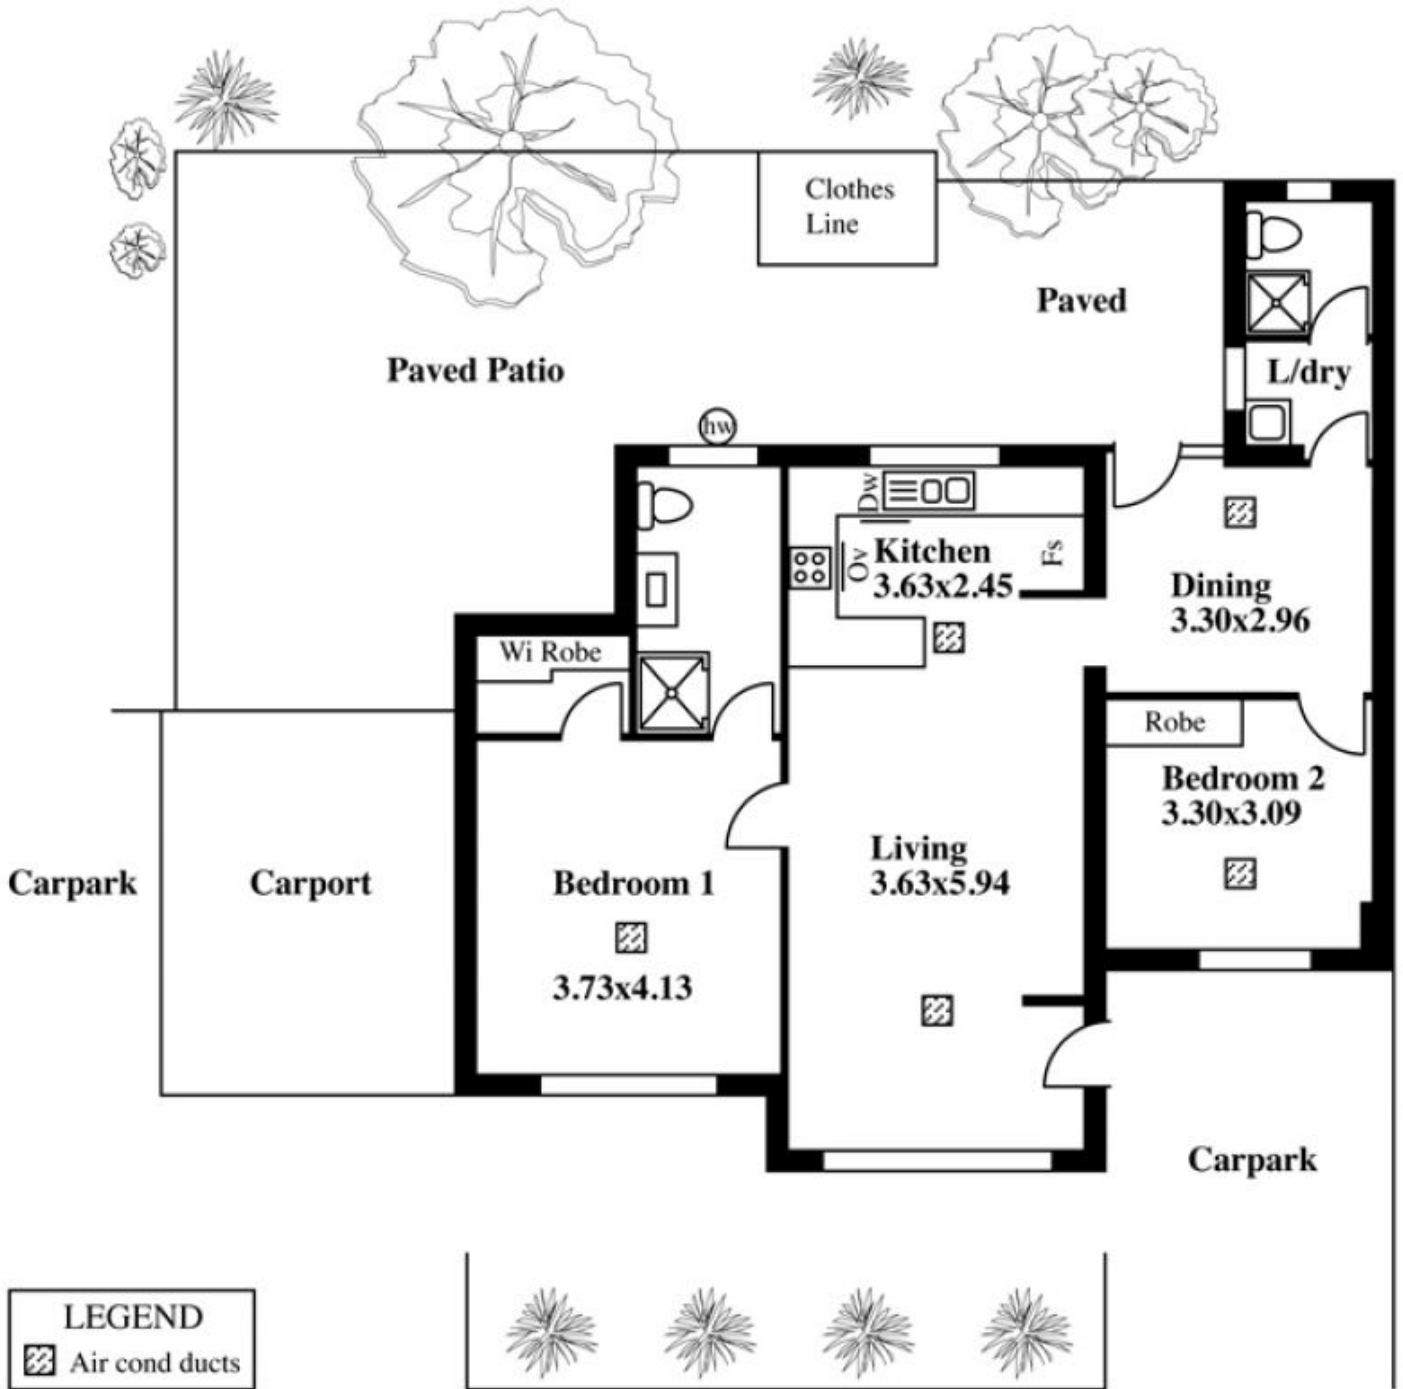 Clothes
Line
Paved
Paved Patio
L/dry
hw
Dw
Ov
Kitchen
3.63x2.45
Fs
Dining
3.30x2.96
Wi Robe
Robe
Bedroom 2
3.30x3.09
Living
3.63x5.94
Carpark
Carport
Bedroom 1
3.73x4.13
Carpark
LEGEND
Air cond ducts